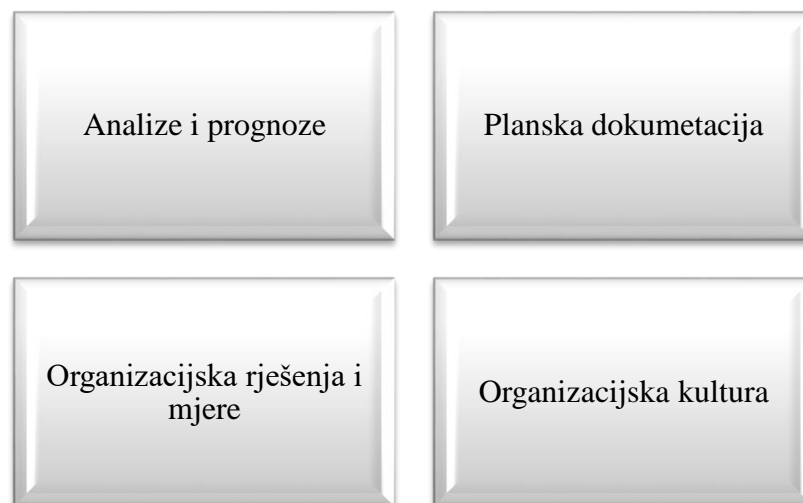 Analize i prognoze
Planska dokumetacija
Organizacijska rješenja i
mjere
Organizacijska kultura